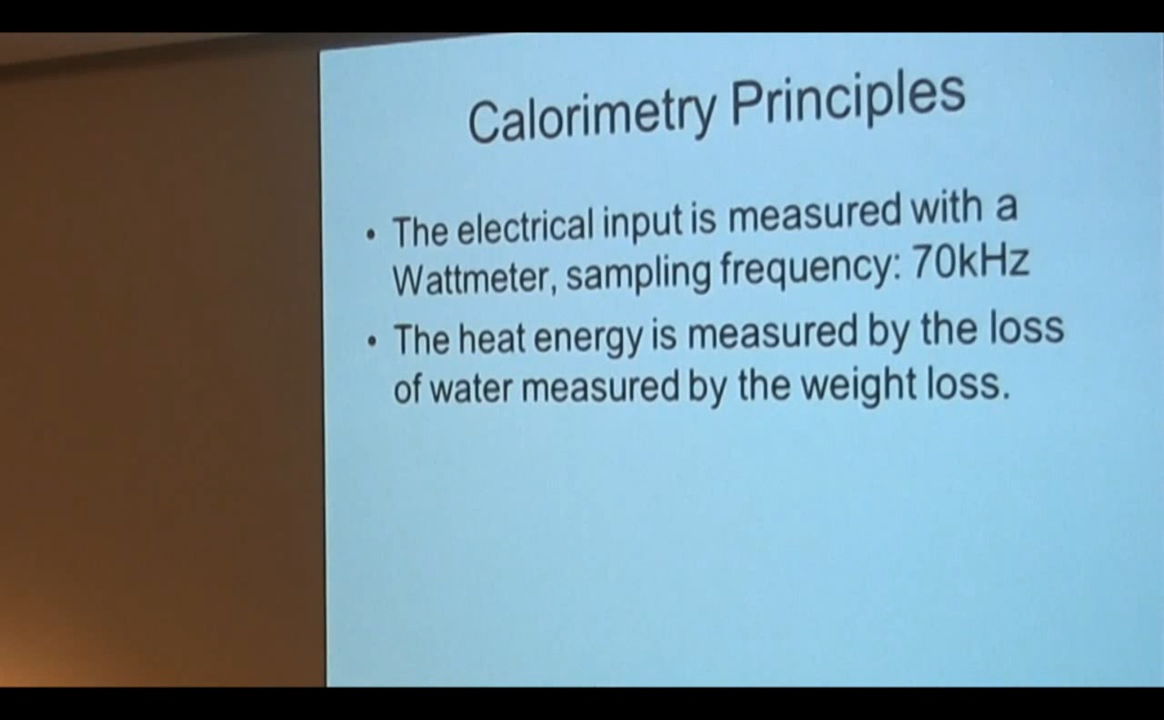 Calorimetry Principles
• The electrical input is measured with a
Wattmeter, sampling frequency: 70kHz
• The heat energy is measured by the loss
of water measured by the weight loss.